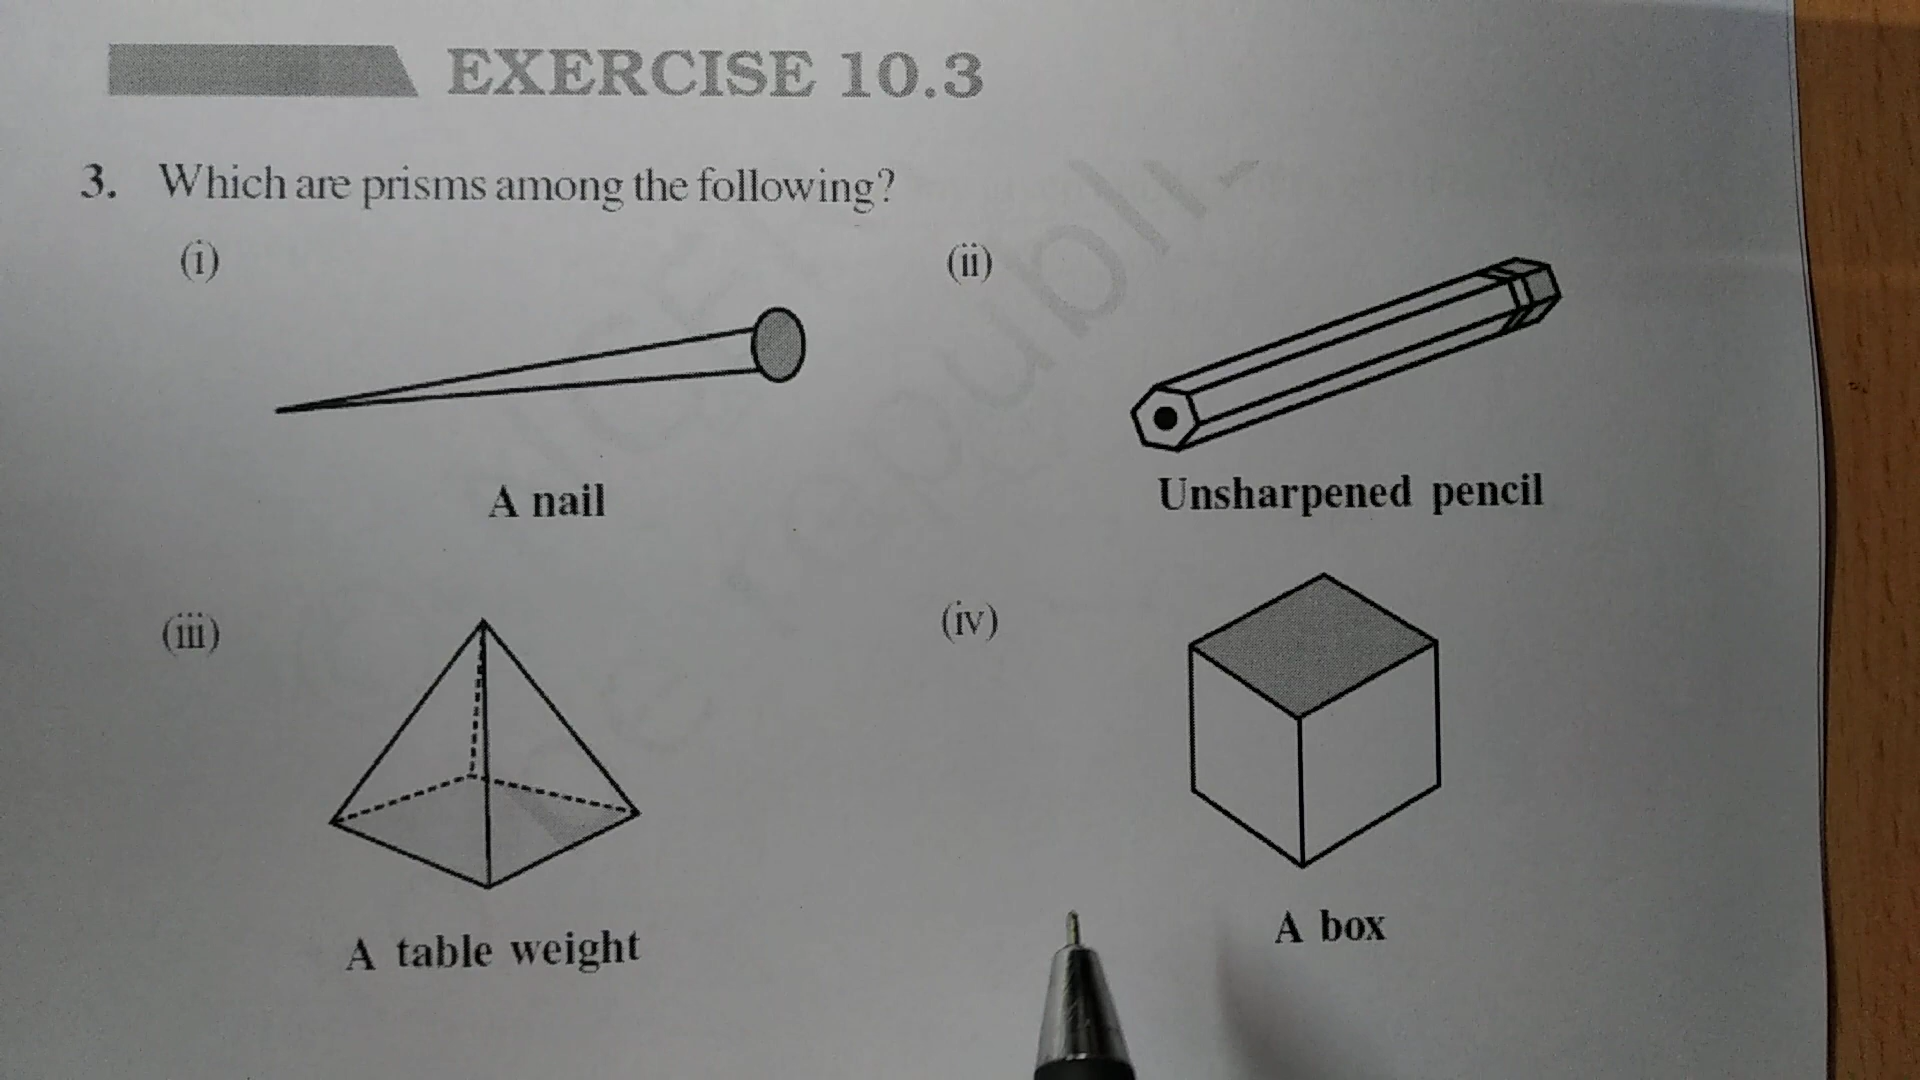 EXERCISE 10.3
3. Which are prisms among the following?
(i)
(ii)
A nail
Unsharpened pencil
(iii)
(iv)
A table weight
A box